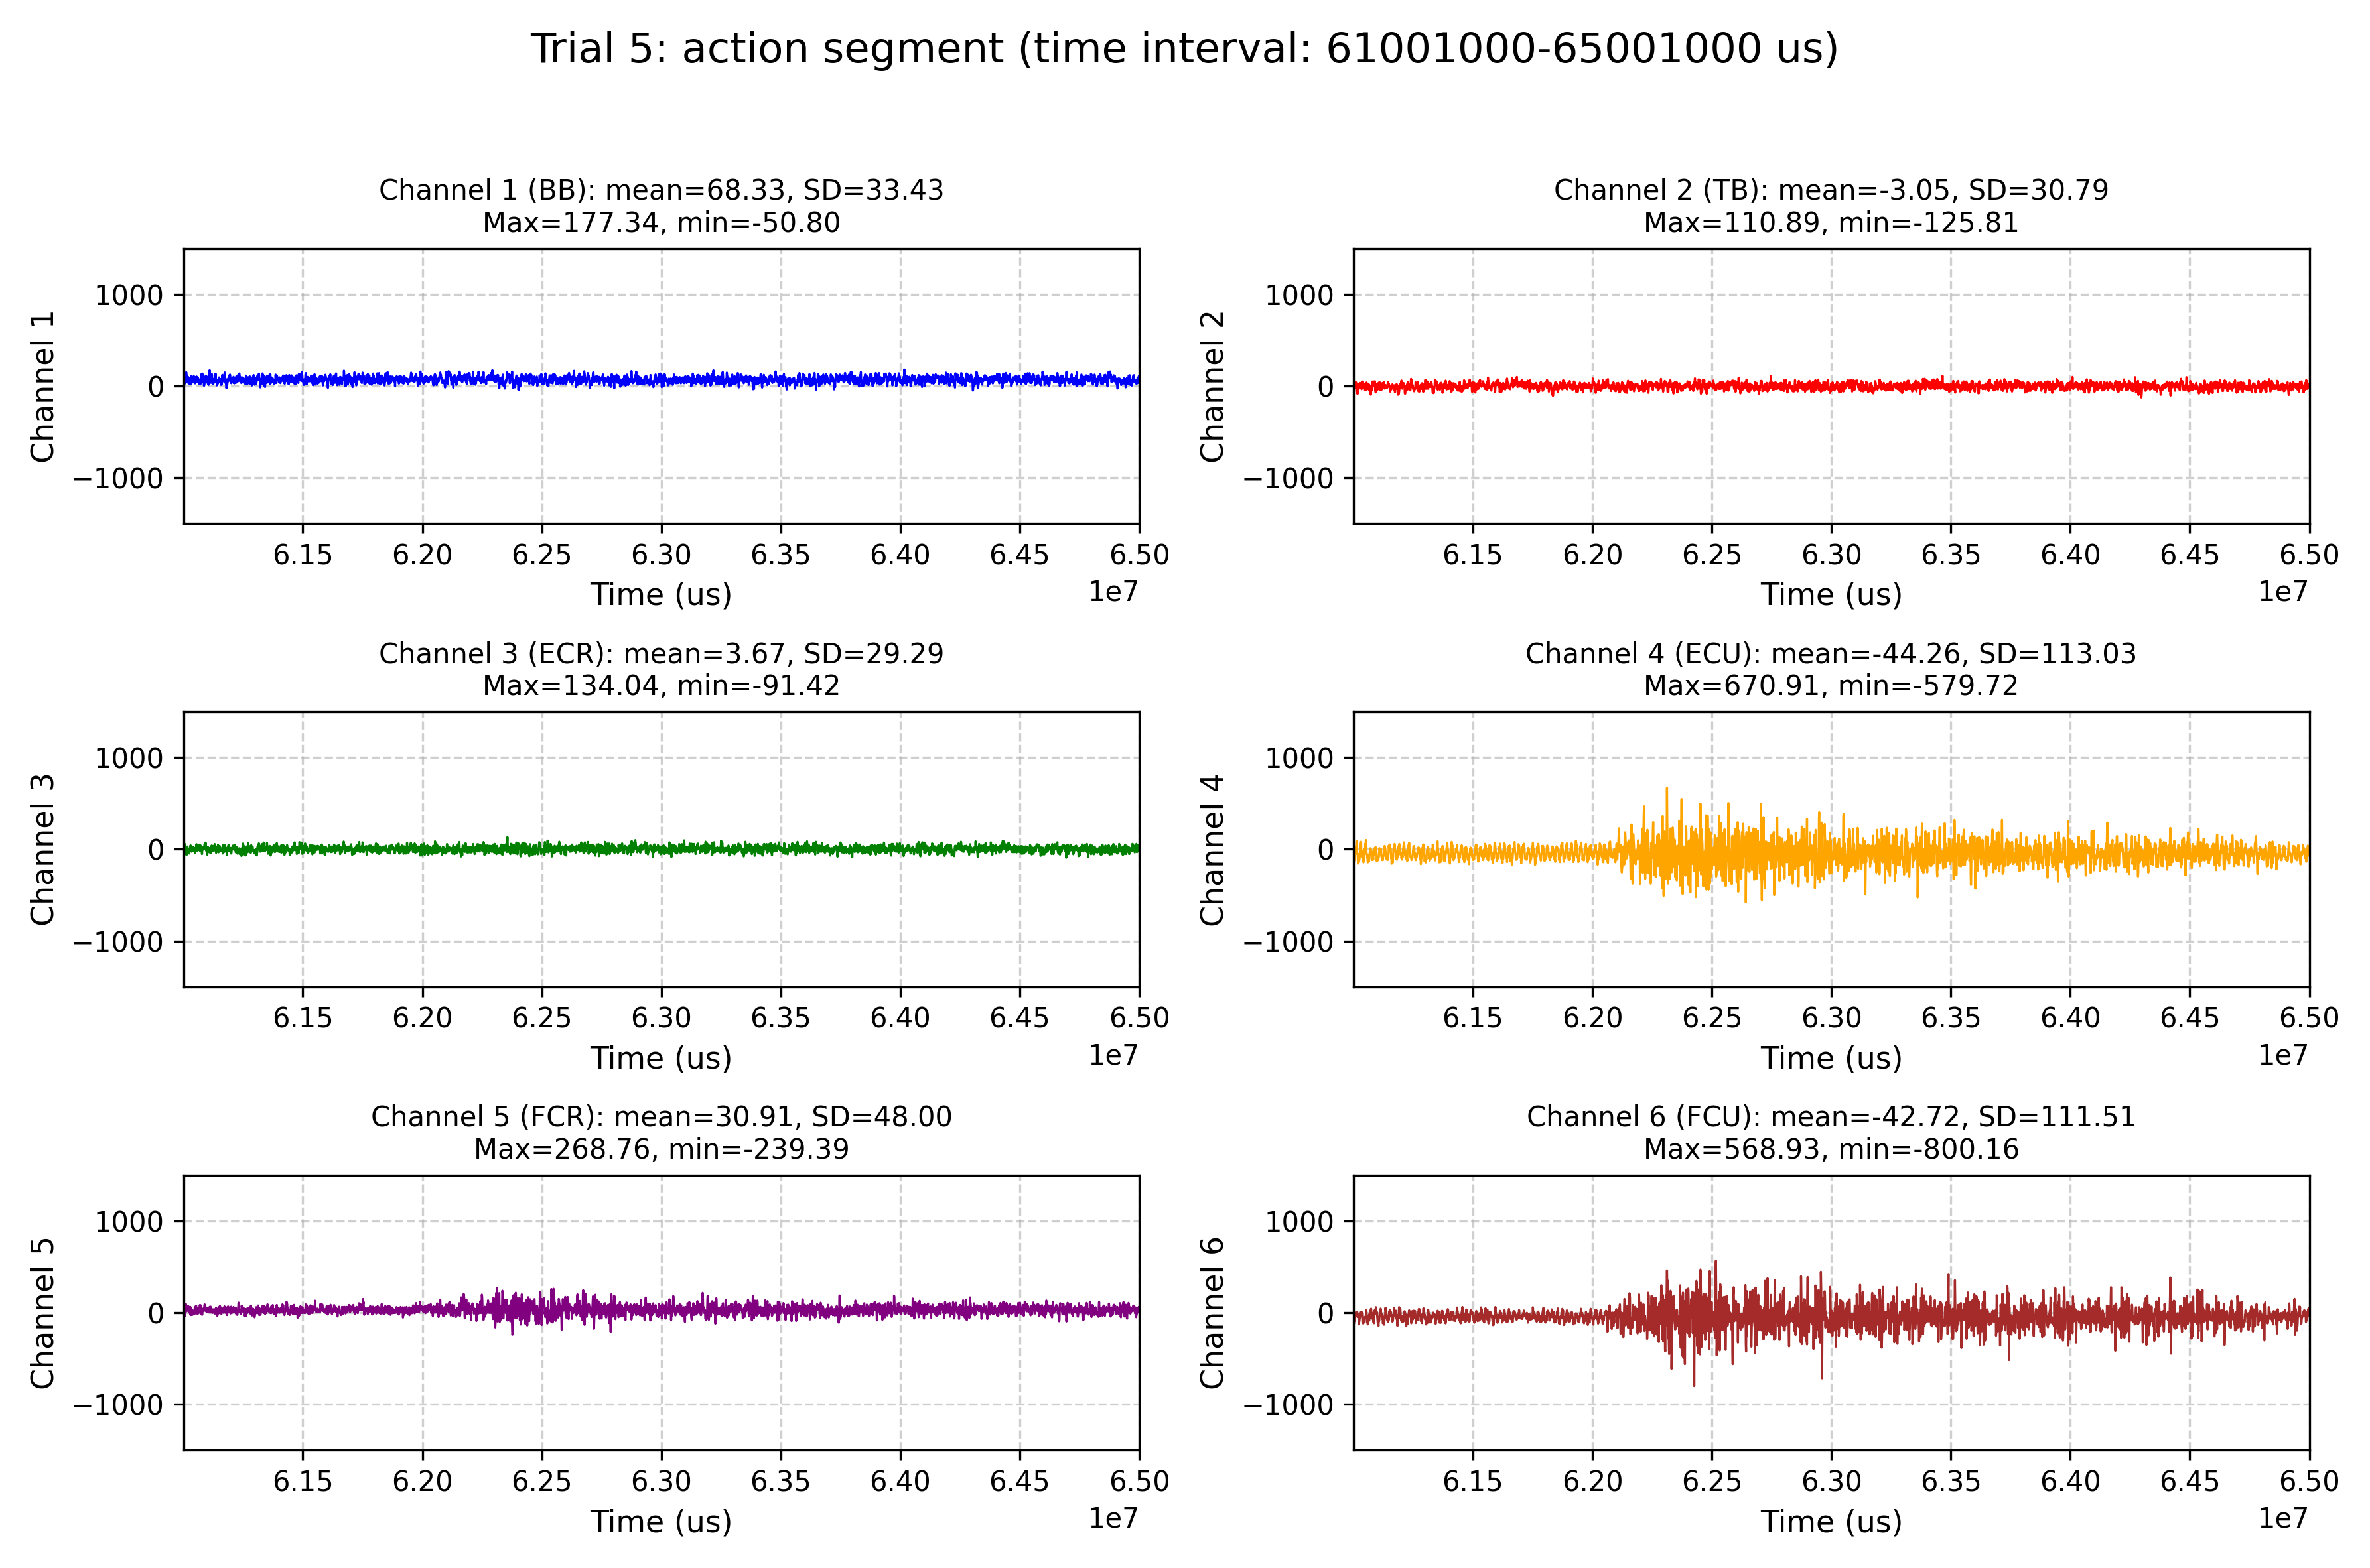 Trial 5: action segment (time interval: 61001000-65001000 us)
Channel 1 (BB): mean=68.33, SD=33.43
Max=177.34, min=-50.80
Channel 1
1000
0
−1000
6.15 6.20 6.25 6.30 6.35 6.40 6.45 6.50
Time (us)
1e7
Channel 2 (TB): mean=-3.05, SD=30.79
Max=110.89, min=-125.81
Channel 2
1000
0
−1000
6.15 6.20 6.25 6.30 6.35 6.40 6.45 6.50
Time (us)
1e7
Channel 3 (ECR): mean=3.67, SD=29.29
Max=134.04, min=-91.42
Channel 3
1000
0
−1000
6.15 6.20 6.25 6.30 6.35 6.40 6.45 6.50
Time (us)
1e7
Channel 4 (ECU): mean=-44.26, SD=113.03
Max=670.91, min=-579.72
Channel 4
1000
0
−1000
6.15 6.20 6.25 6.30 6.35 6.40 6.45 6.50
Time (us)
1e7
Channel 5 (FCR): mean=30.91, SD=48.00
Max=268.76, min=-239.39
Channel 5
1000
0
−1000
6.15 6.20 6.25 6.30 6.35 6.40 6.45 6.50
Time (us)
1e7
Channel 6 (FCU): mean=-42.72, SD=111.51
Max=568.93, min=-800.16
Channel 6
1000
0
−1000
6.15 6.20 6.25 6.30 6.35 6.40 6.45 6.50
Time (us)
1e7